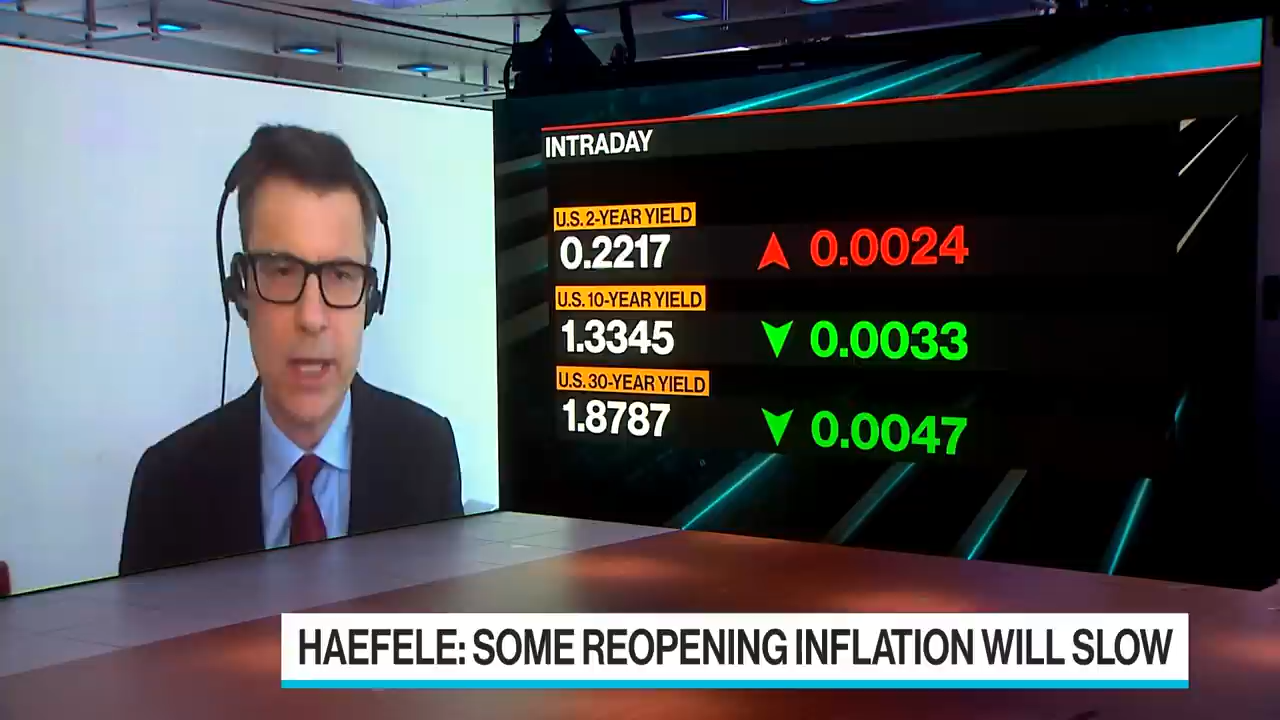 INTRADAY
U.S. 2-YEAR YIELD
0.2217 ▲ 0.0024
U.S. 10-YEAR YIELD
1.3345 ▼ 0.0033
U.S. 30-YEAR YIELD
1.8787 ▼ 0.0047
HAEFELE: SOME REOPENING INFLATION WILL SLOW